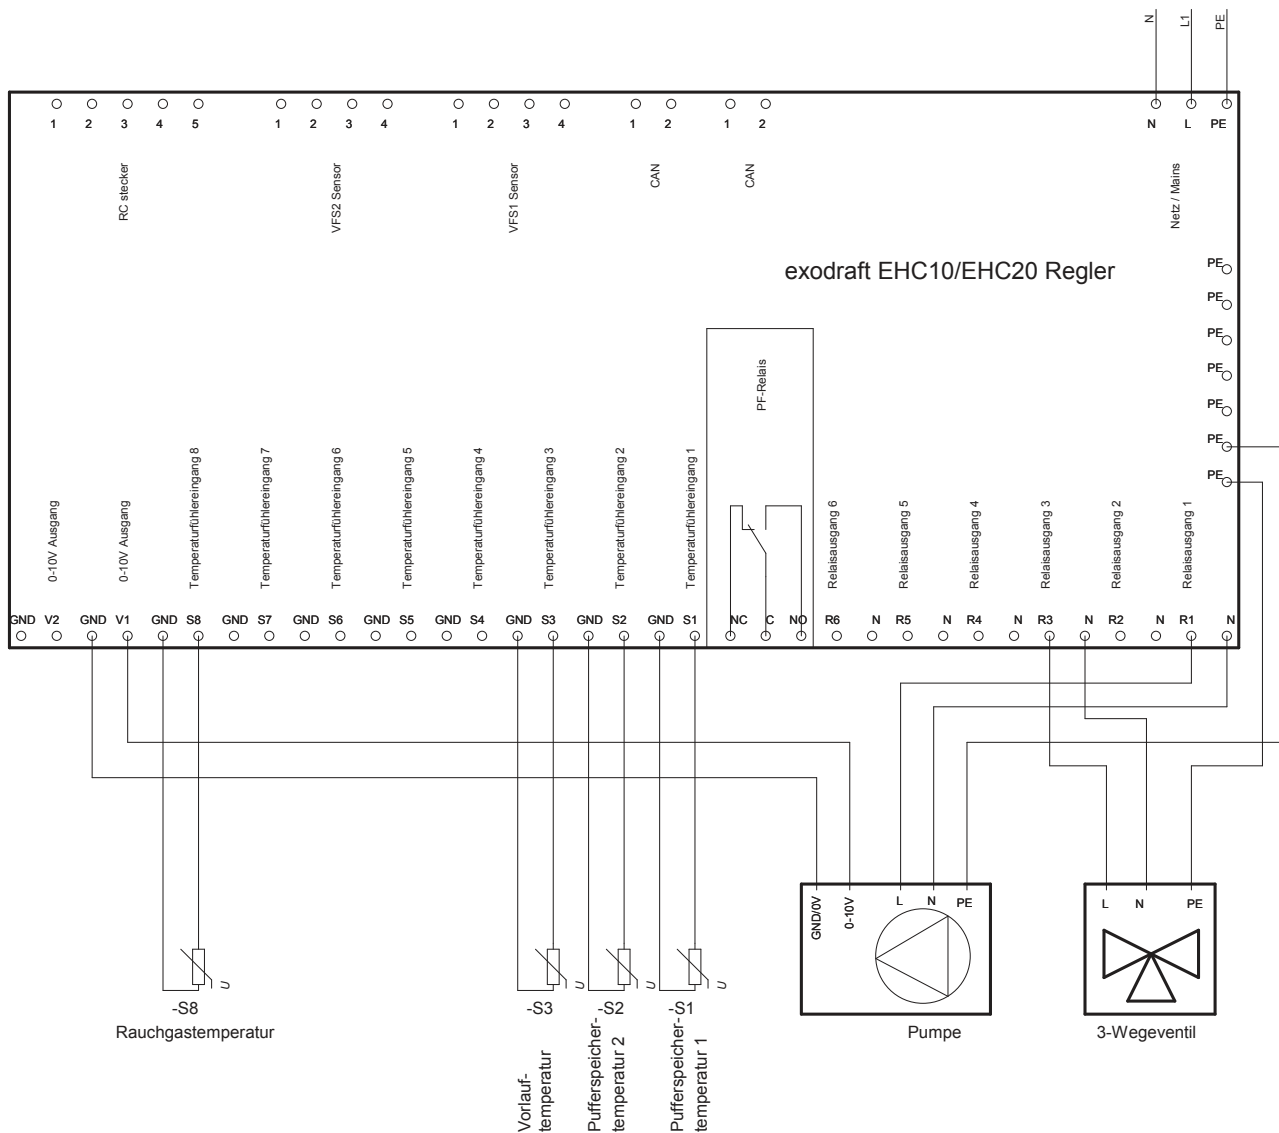 N L1 PE
1 2 3 4 5 1 2 3 4 1 2 3 4 1 2 1 2 N L PE
RC stecker
VFS2 Sensor
VFS1 Sensor
CAN
CAN
Netz / Mains
exodraft EHC10/EHC20 Regler
PE
PE
PE
PE
PE
PE
PE
PF-Relais
0-10V Ausgang
0-10V Ausgang
Temperaturfühlereingang 8
Temperaturfühlereingang 7
Temperaturfühlereingang 6
Temperaturfühlereingang 5
Temperaturfühlereingang 4
Temperaturfühlereingang 3
Temperaturfühlereingang 2
Temperaturfühlereingang 1
Relaisausgang 6
Relaisausgang 5
Relaisausgang 4
Relaisausgang 3
Relaisausgang 2
Relaisausgang 1
GND V2 GND V1 GND S8 GND S7 GND S6 GND S5 GND S4 GND S3 GND S2 GND S1 NC C NO R6 N R5 N R4 N R3 N R2 N R1 N
GND/0V
0-10V
L N PE
L N PE
U U U U
-S8
Rauchgastemperatur
-S3
Vorlauf-
temperatur
-S2
Pufferspeicher-
temperatur 2
-S1
Pufferspeicher-
temperatur 1
Pumpe
3-Wegeventil